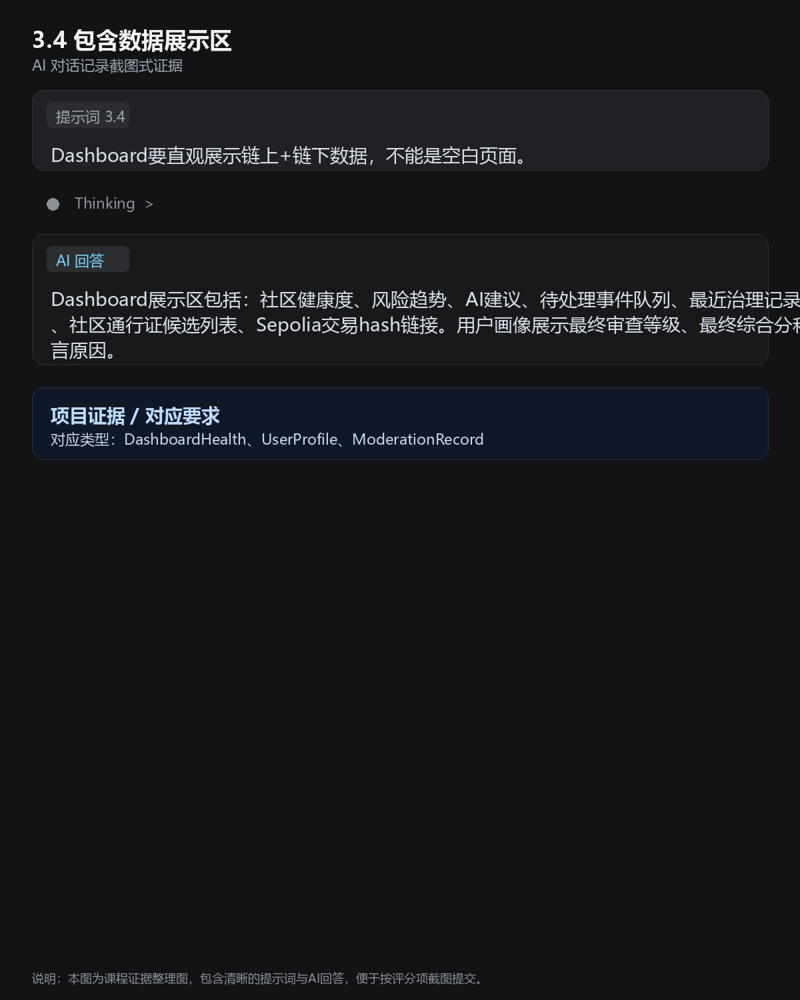 3.4 包含数据展示区
AI 对话记录截图式证据
提示词 3.4
Dashboard要直观展示链上+链下数据，不能是空白页面。
Thinking >
AI 回答
Dashboard展示区包括：社区健康度、风险趋势、AI建议、待处理事件队列、最近治理记录
、社区通行证候选列表、Sepolia交易hash链接。用户画像展示最终审查等级、最终综合分和
言原因。
项目证据 / 对应要求
对应类型：DashboardHealth、UserProfile、ModerationRecord
说明：本图为课程证据整理图，包含清晰的提示词与AI回答，便于按评分项截图提交。